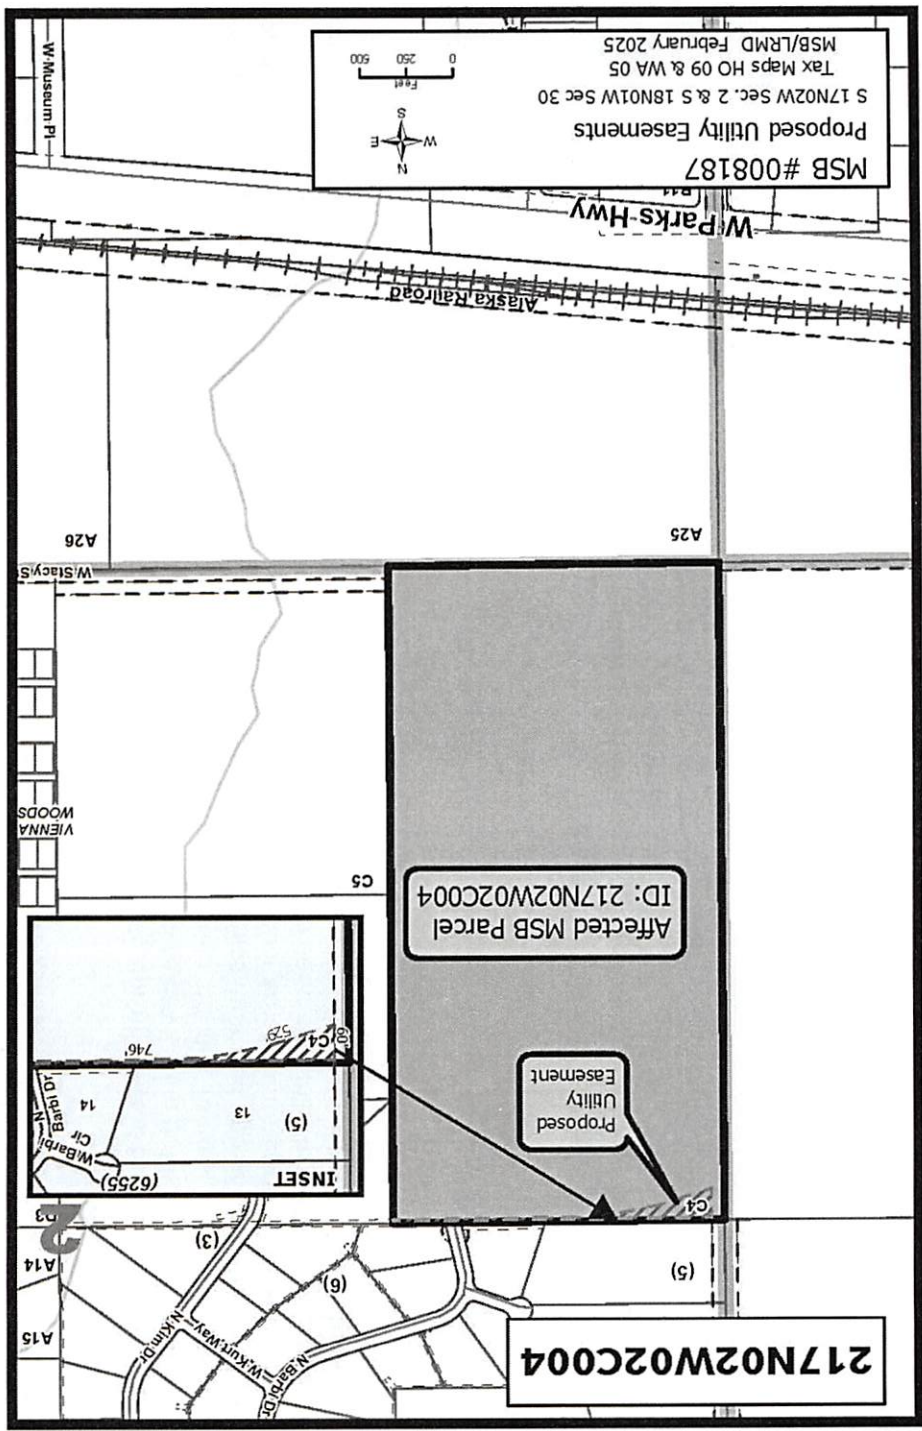 217N02W02C004
MSB #008187
Proposed Utility Easements
S 17N02W Sec. 2 & S 18N01W Sec 30
Tax Maps HO 09 & WA 05
MSB/LRMD February 2025
N
W
E
S
Feet
0
250
500
W Parks Hwy
Alaska Railroad
W Museum Pl
A25
A26
W Stacy S
VIENNA
WOODS
C5
Affected MSB Parcel
ID: 217N02W02C004
Proposed
Utility
Easement
C4
INSET
(6255)
W Barbi
Cir
N
Barbi Dr
(5)
13
14
746'
529'
60'
C4
(5)
(6)
(3)
N Barbi Dr
W Kurt Way
N Kim Dr
A15
A14
D3
2